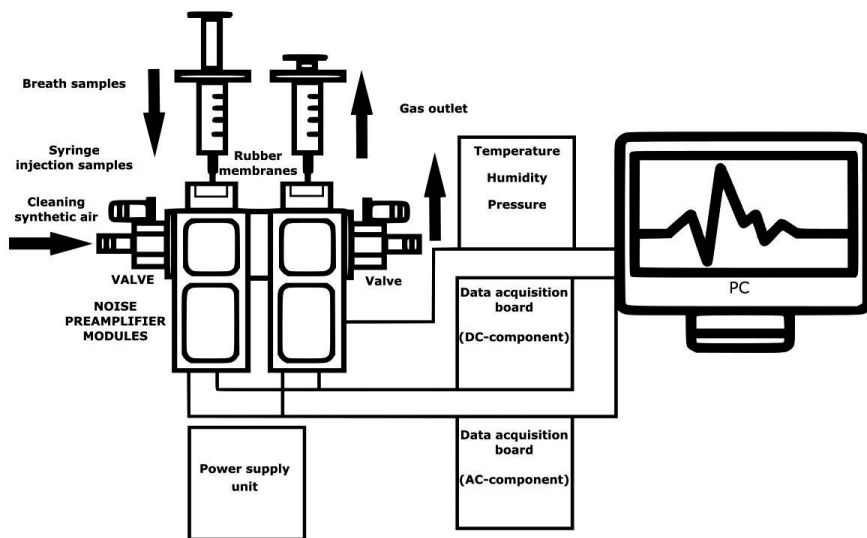 Breath samples
Gas outlet
Syringe
injection samples
Rubber
membranes
Temperature
Humidity
Pressure
Cleaning
synthetic air
VALVE
Valve
PC
NOISE
PREAMPLIFIER
MODULES
Data acquisition
board
(DC-component)
Power supply
unit
Data acquisition
board
(AC-component)